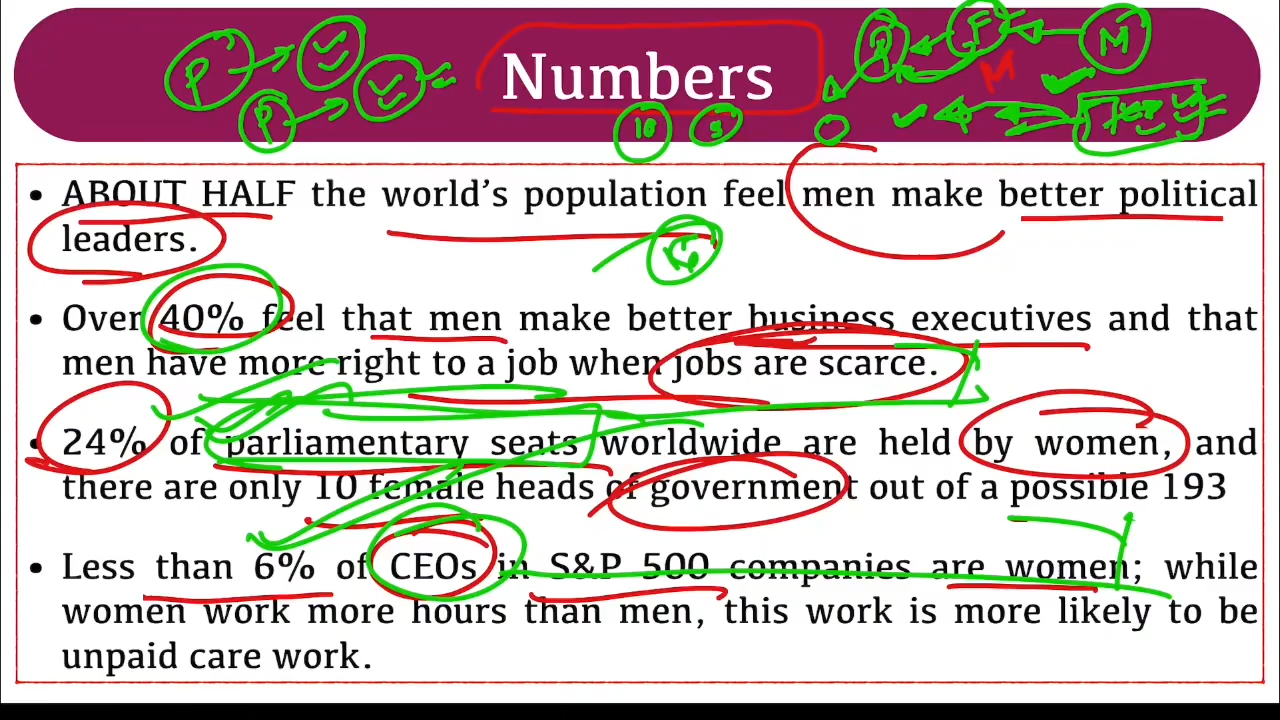 P
P
Numbers
18
P
F
M
M
• ABOUT HALF the world's population feel men make better political
leaders.
• Over 40% feel that men make better business executives and that
men have more right to a job when jobs are scarce.
• 24% of parliamentary seats worldwide are held by women, and
there are only 10 female heads of government out of a possible 193
• Less than 6% of CEOs in S&P 500 companies are women; while
women work more hours than men, this work is more likely to be
unpaid care work.